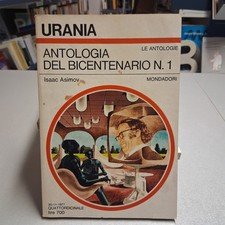 URANIA
LE ANTOLOGIE
ANTOLOGIA
DEL BICENTENARIO N. 1
Isaac Asimov
MONDADORI
QUATTORDICINALE
lire 700